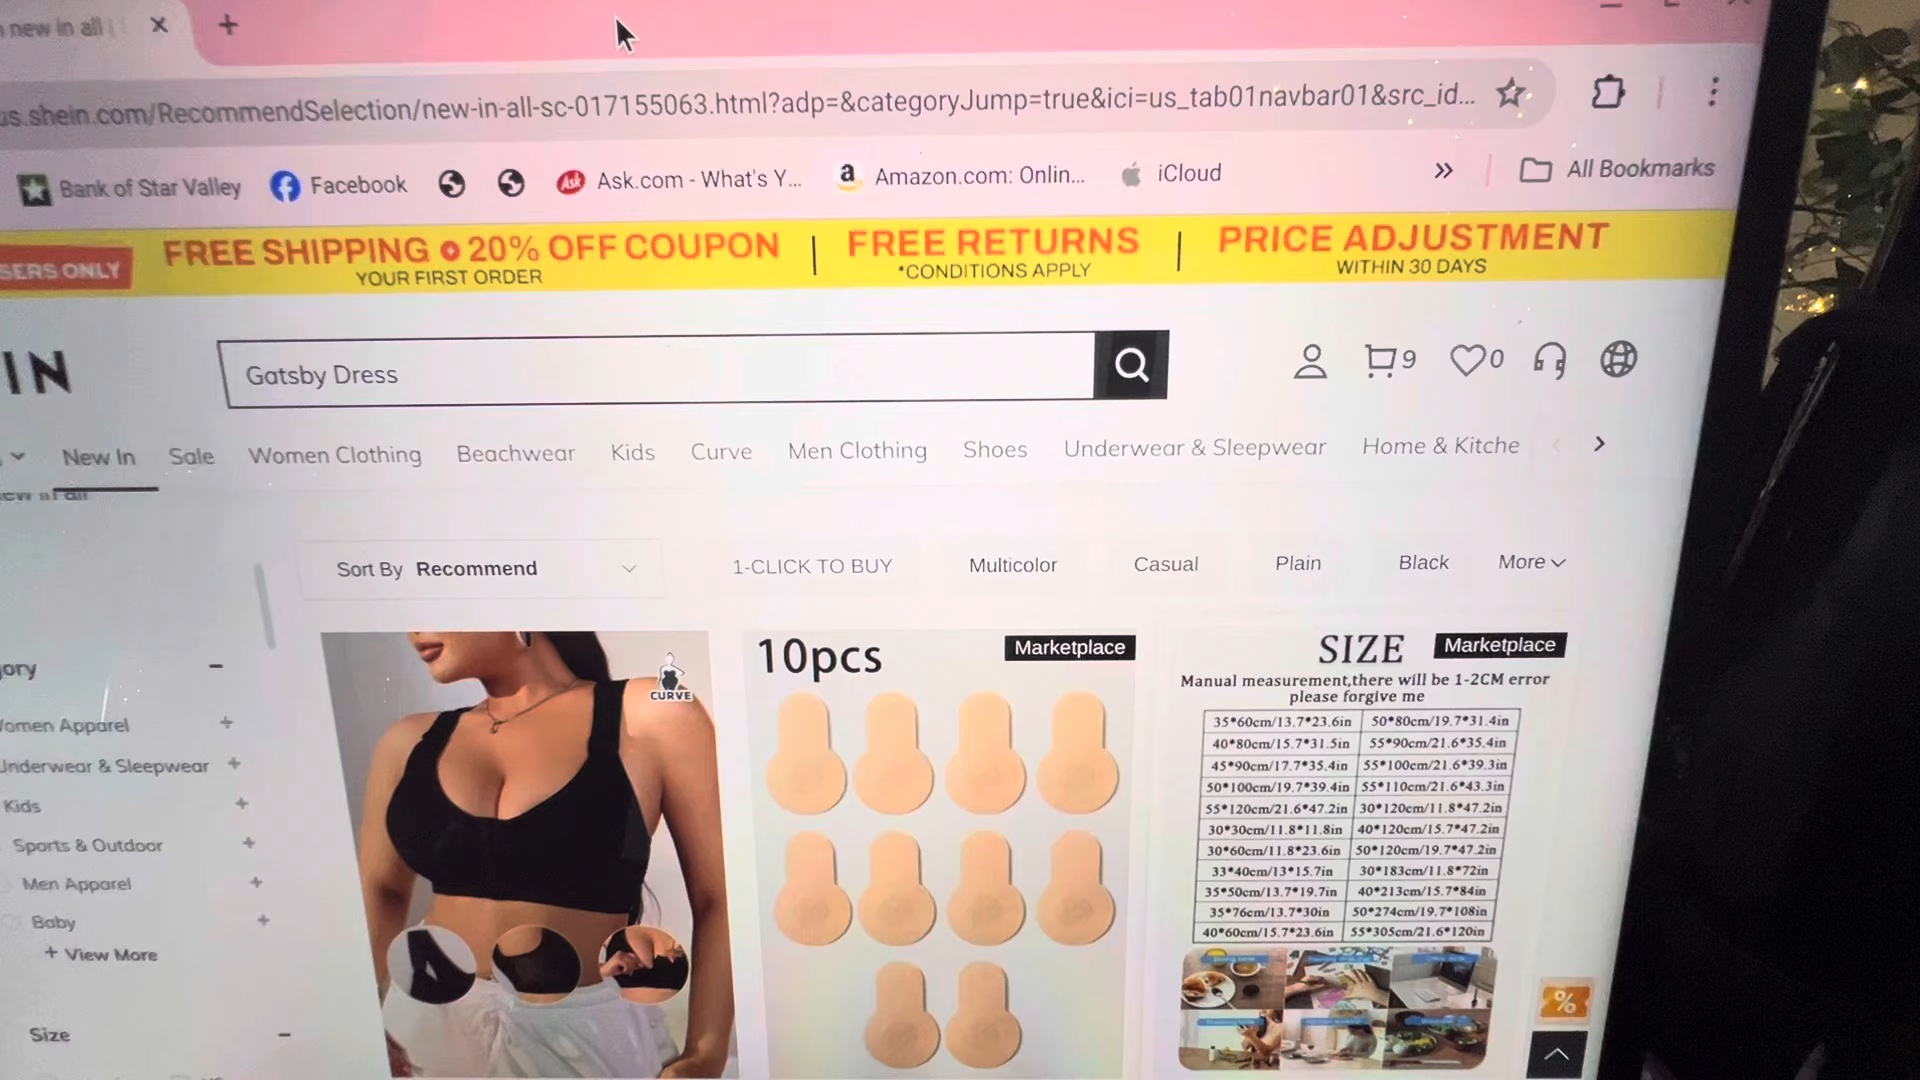 new in all
us.shein.com/RecommendSelection/new-in-all-sc-017155063.html?adp=&categoryJump=true&ici=us_tab01navbar01&src_id...
Bank of Star Valley Facebook Ask.com - What's Y... Amazon.com: Onlin... iCloud » All Bookmarks
SERS ONLY FREE SHIPPING 20% OFF COUPON | FREE RETURNS | PRICE ADJUSTMENT
YOUR FIRST ORDER *CONDITIONS APPLY WITHIN 30 DAYS
IN
Gatsby Dress
9 0
New In Sale Women Clothing Beachwear Kids Curve Men Clothing Shoes Underwear & Sleepwear Home & Kitche
Sort By Recommend 1-CLICK TO BUY Multicolor Casual Plain Black More
ory
Women Apparel
Underwear & Sleepwear
Kids
Sports & Outdoor
Men Apparel
Baby
+ View More
Size
CURVE
10pcs Marketplace
SIZE Marketplace
Manual measurement,there will be 1-2CM error
please forgive me
35*60cm/13.7*23.6in 50*80cm/19.7*31.4in
40*80cm/15.7*31.5in 55*90cm/21.6*35.4in
45*90cm/17.7*35.4in 55*100cm/21.6*39.3in
50*100cm/19.7*39.4in 55*110cm/21.6*43.3in
55*120cm/21.6*47.2in 30*120cm/11.8*47.2in
30*30cm/11.8*11.8in 40*120cm/15.7*47.2in
30*60cm/11.8*23.6in 50*120cm/19.7*47.2in
33*40cm/13*15.7in 30*183cm/11.8*72in
35*50cm/13.7*19.7in 40*213cm/15.7*84in
35*76cm/13.7*30in 50*274cm/19.7*108in
40*60cm/15.7*23.6in 55*305cm/21.6*120in
%